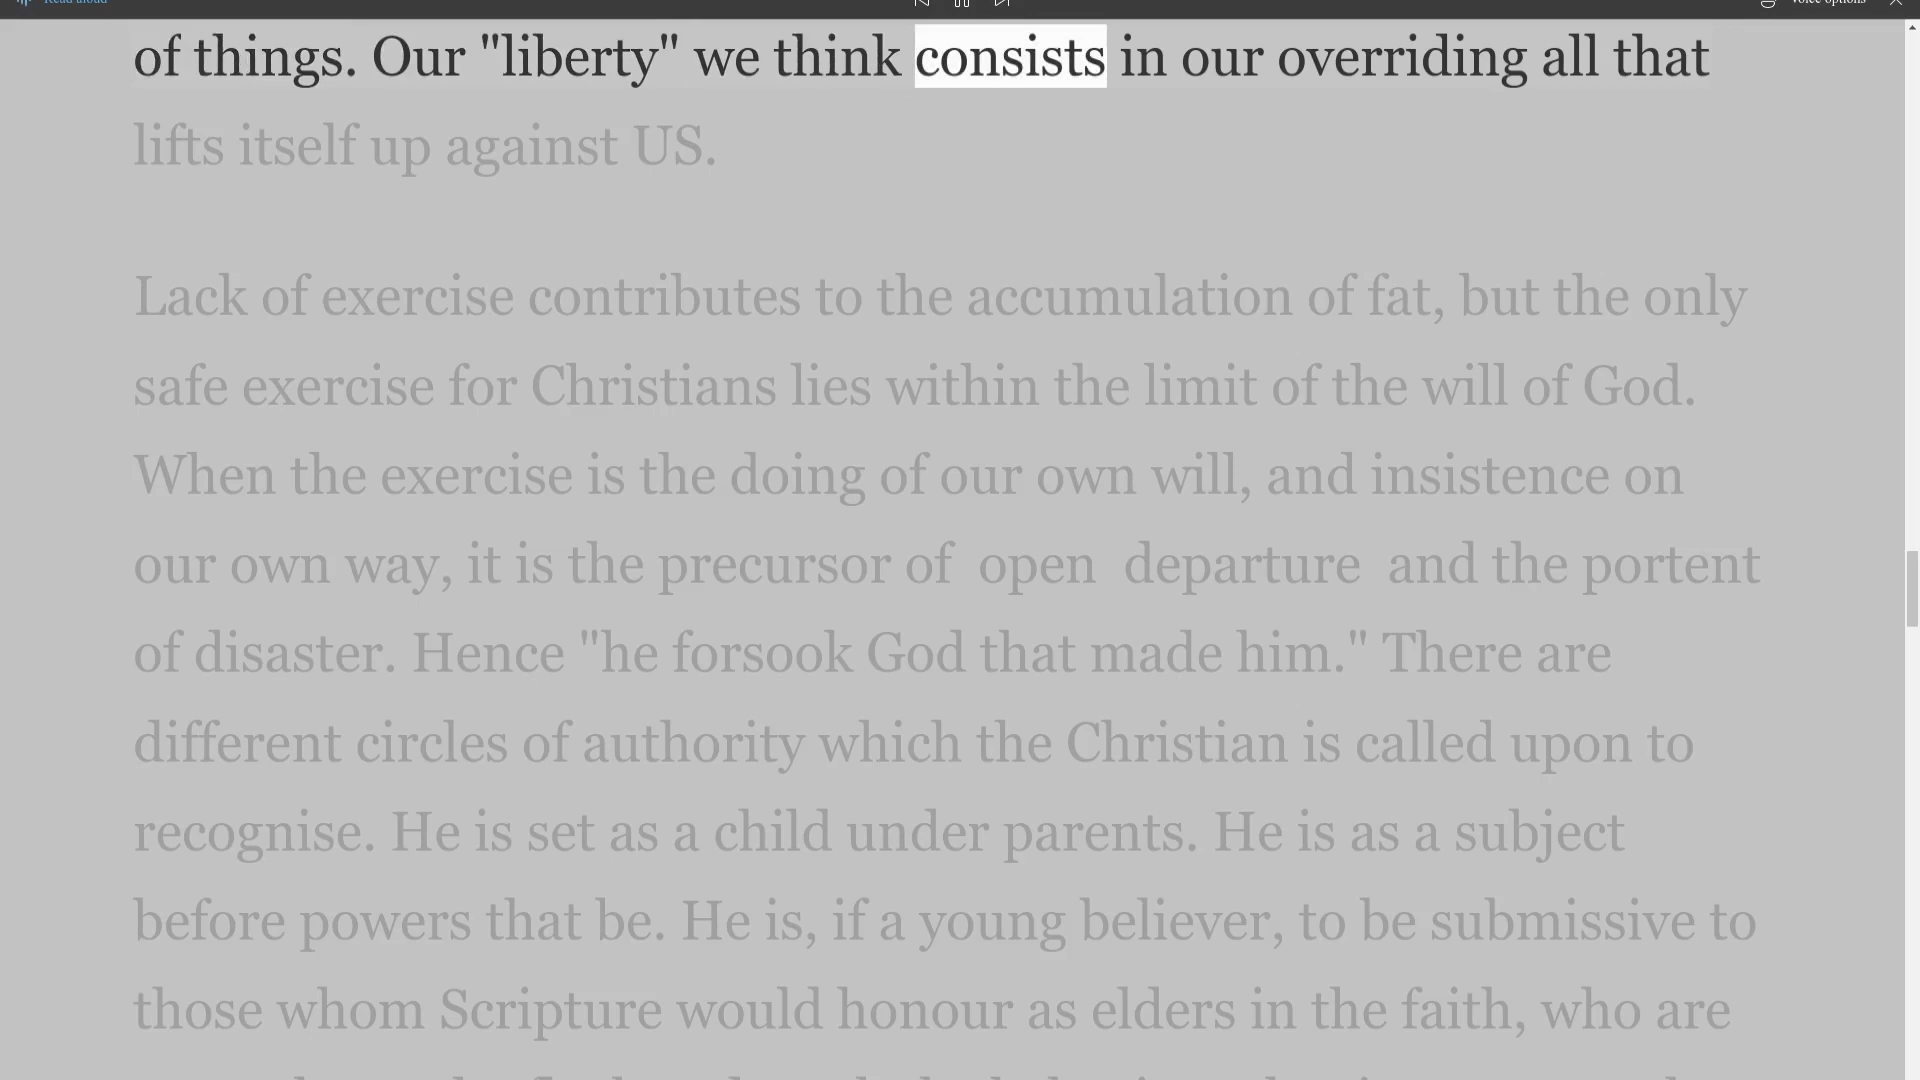 Read aloud
Voice options
of things. Our "liberty" we think consists in our overriding all that
lifts itself up against US.
Lack of exercise contributes to the accumulation of fat, but the only
safe exercise for Christians lies within the limit of the will of God.
When the exercise is the doing of our own will, and insistence on
our own way, it is the precursor of open departure and the portent
of disaster. Hence "he forsook God that made him." There are
different circles of authority which the Christian is called upon to
recognise. He is set as a child under parents. He is as a subject
before powers that be. He is, if a young believer, to be submissive to
those whom Scripture would honour as elders in the faith, who are